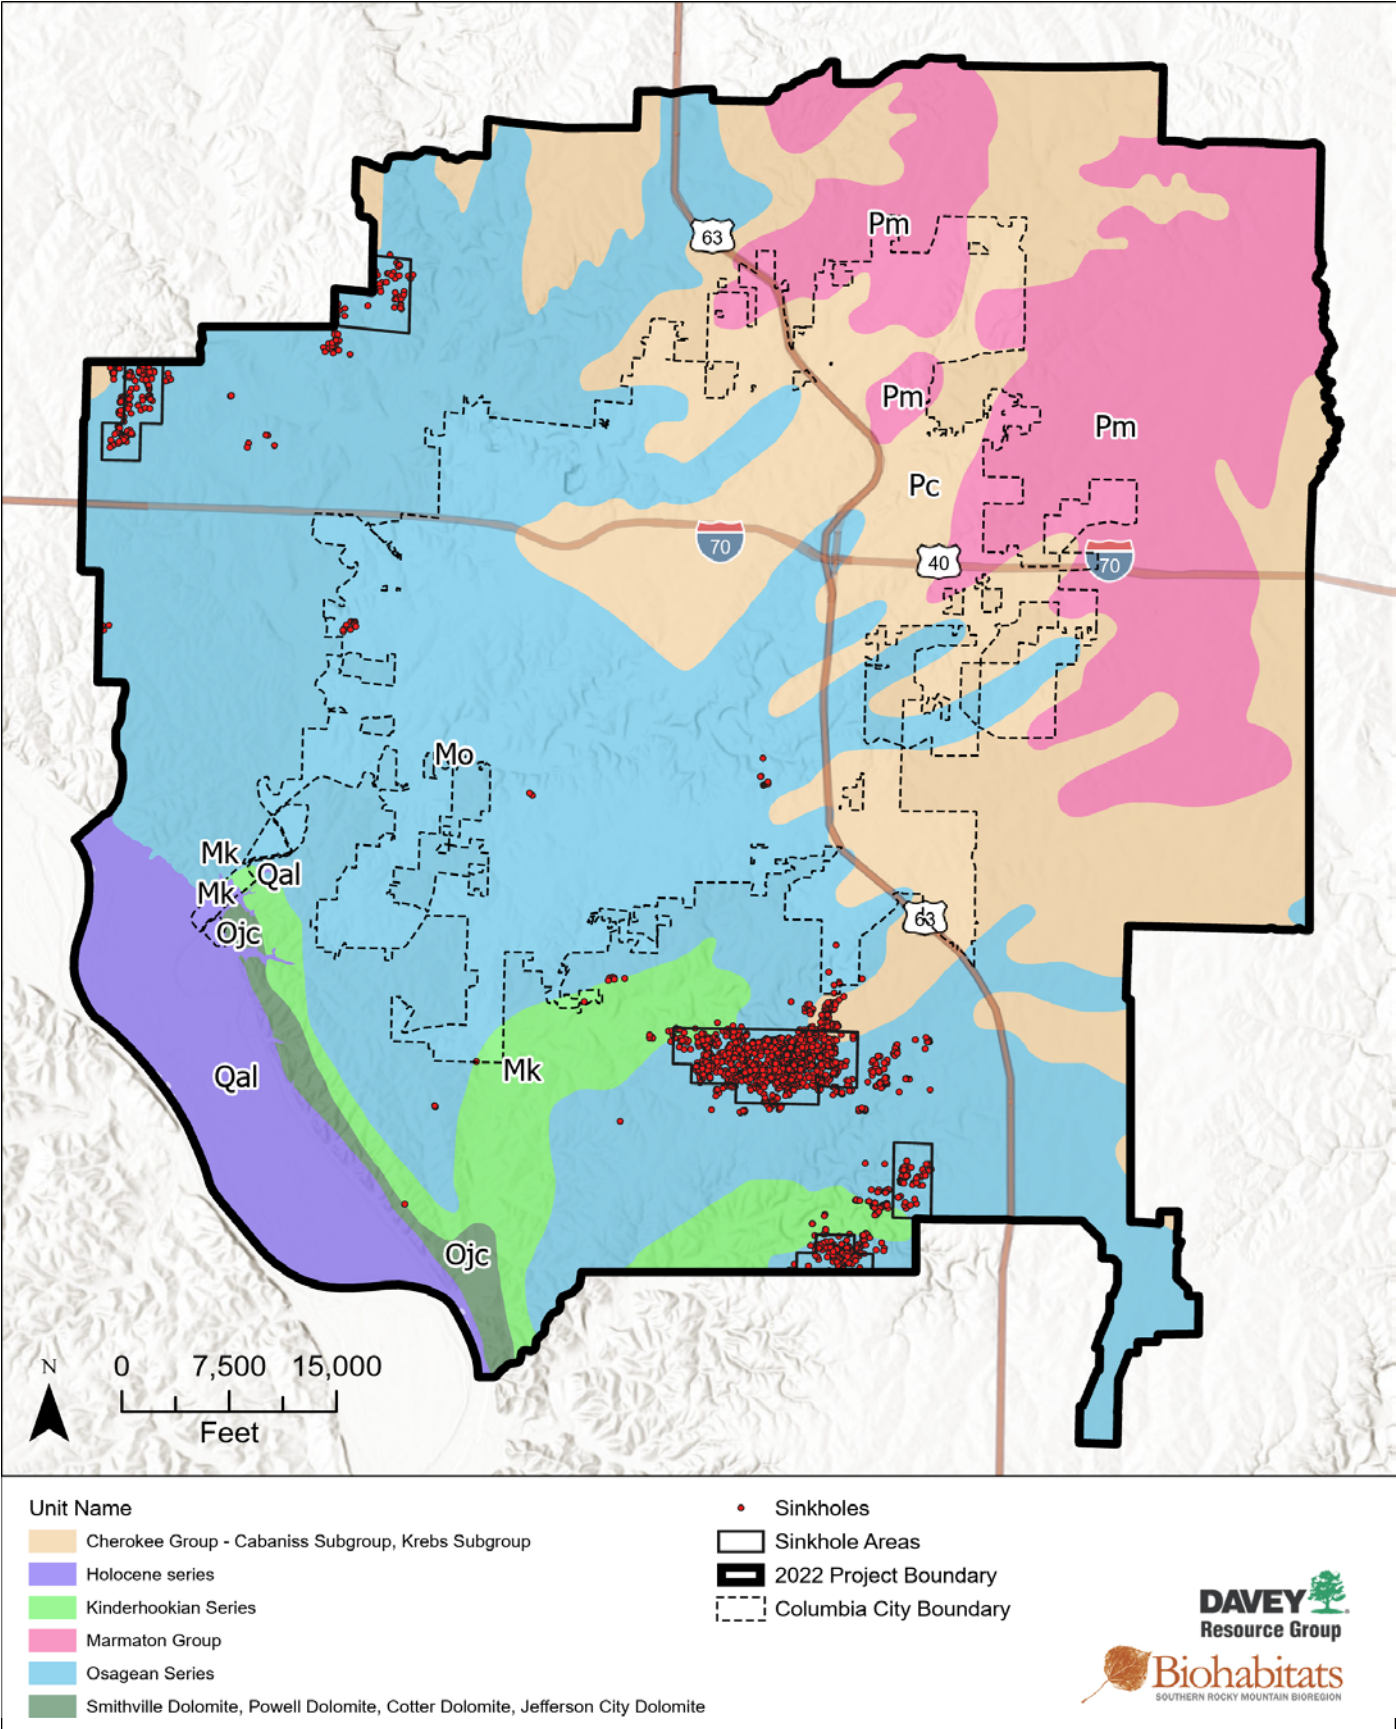 63
Pm
Pm
Pm
Pc
70
40
70
Mo
Mk
Qal
Mk
Ojc
63
Qal
Mk
Ojc
N
0 7,500 15,000
Feet
Unit Name
Cherokee Group - Cabaniss Subgroup, Krebs Subgroup
Holocene series
Kinderhookian Series
Marmaton Group
Osagean Series
Smithville Dolomite, Powell Dolomite, Cotter Dolomite, Jefferson City Dolomite
Sinkholes
Sinkhole Areas
2022 Project Boundary
Columbia City Boundary
DAVEY
Resource Group
Biohabitats
SOUTHERN ROCKY MOUNTAIN BIOREGION